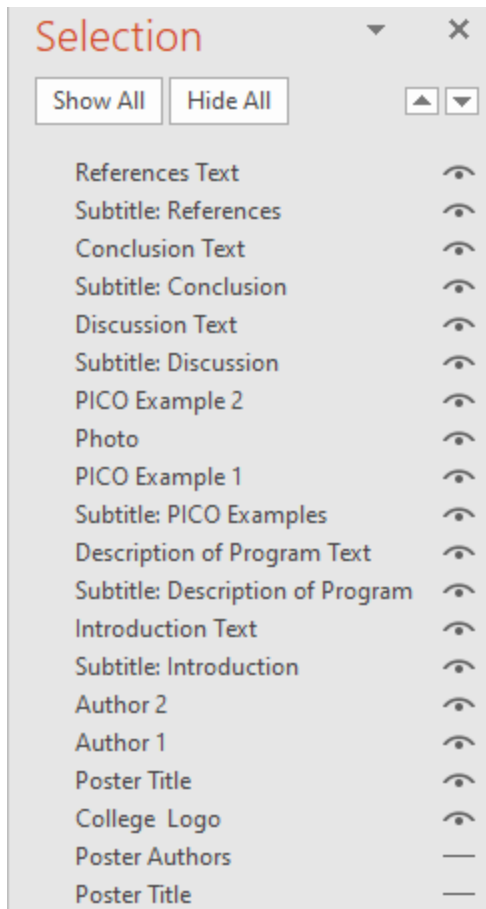 Selection
Show All Hide All
References Text
Subtitle: References
Conclusion Text
Subtitle: Conclusion
Discussion Text
Subtitle: Discussion
PICO Example 2
Photo
PICO Example 1
Subtitle: PICO Examples
Description of Program Text
Subtitle: Description of Program
Introduction Text
Subtitle: Introduction
Author 2
Author 1
Poster Title
College  Logo
Poster Authors
Poster Title